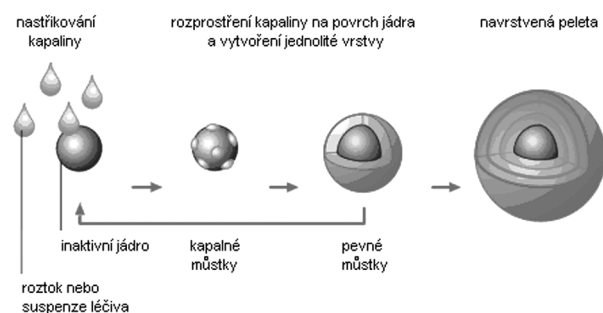 nastřikování
kapaliny
rozprostření kapaliny na povrch jádra
a vytvoření jednolité vrstvy
navrstvená peleta
inaktivní jádro
kapalné
můstky
pevné
můstky
roztok nebo
suspenze léčiva